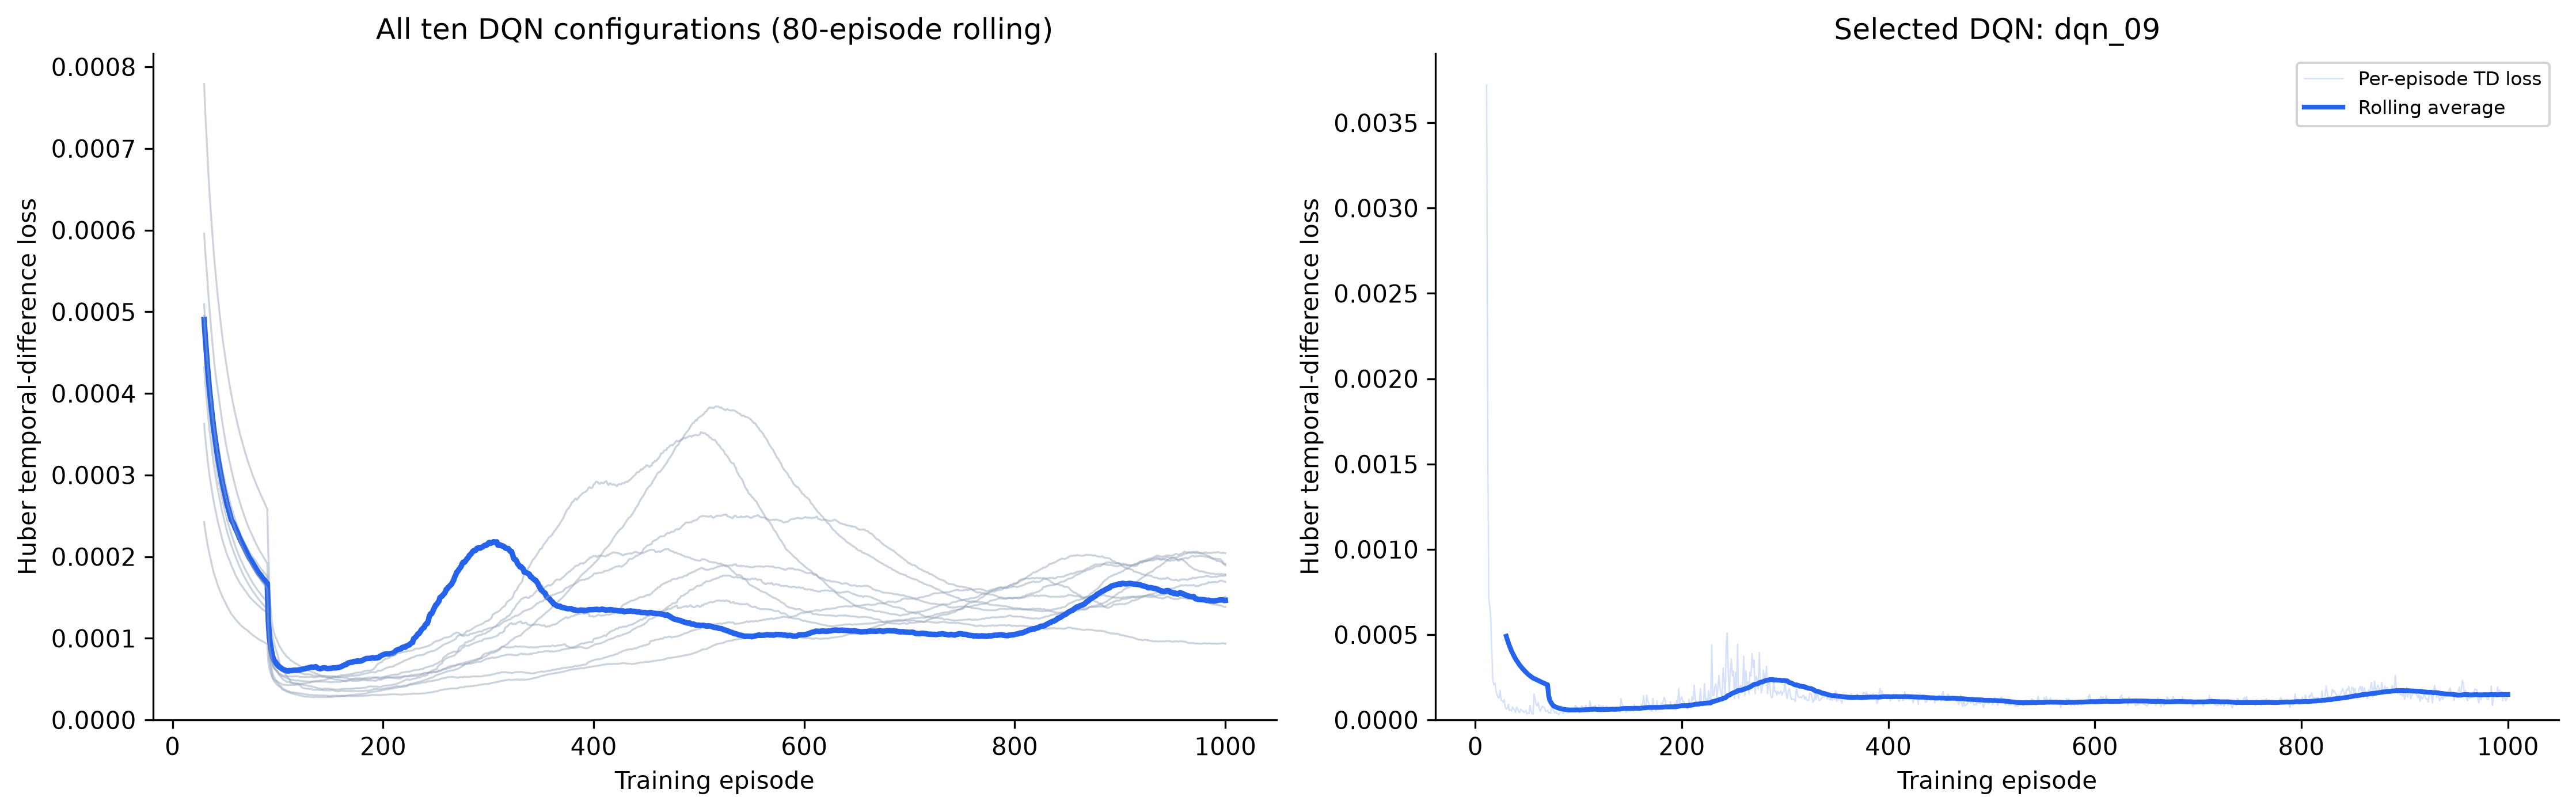 All ten DQN configurations (80-episode rolling)
Huber temporal-difference loss
0.0008
0.0007
0.0006
0.0005
0.0004
0.0003
0.0002
0.0001
0.0000
0 200 400 600 800 1000
Training episode
Selected DQN: dqn_09
Per-episode TD loss
Rolling average
Huber temporal-difference loss
0.0035
0.0030
0.0025
0.0020
0.0015
0.0010
0.0005
0.0000
0 200 400 600 800 1000
Training episode